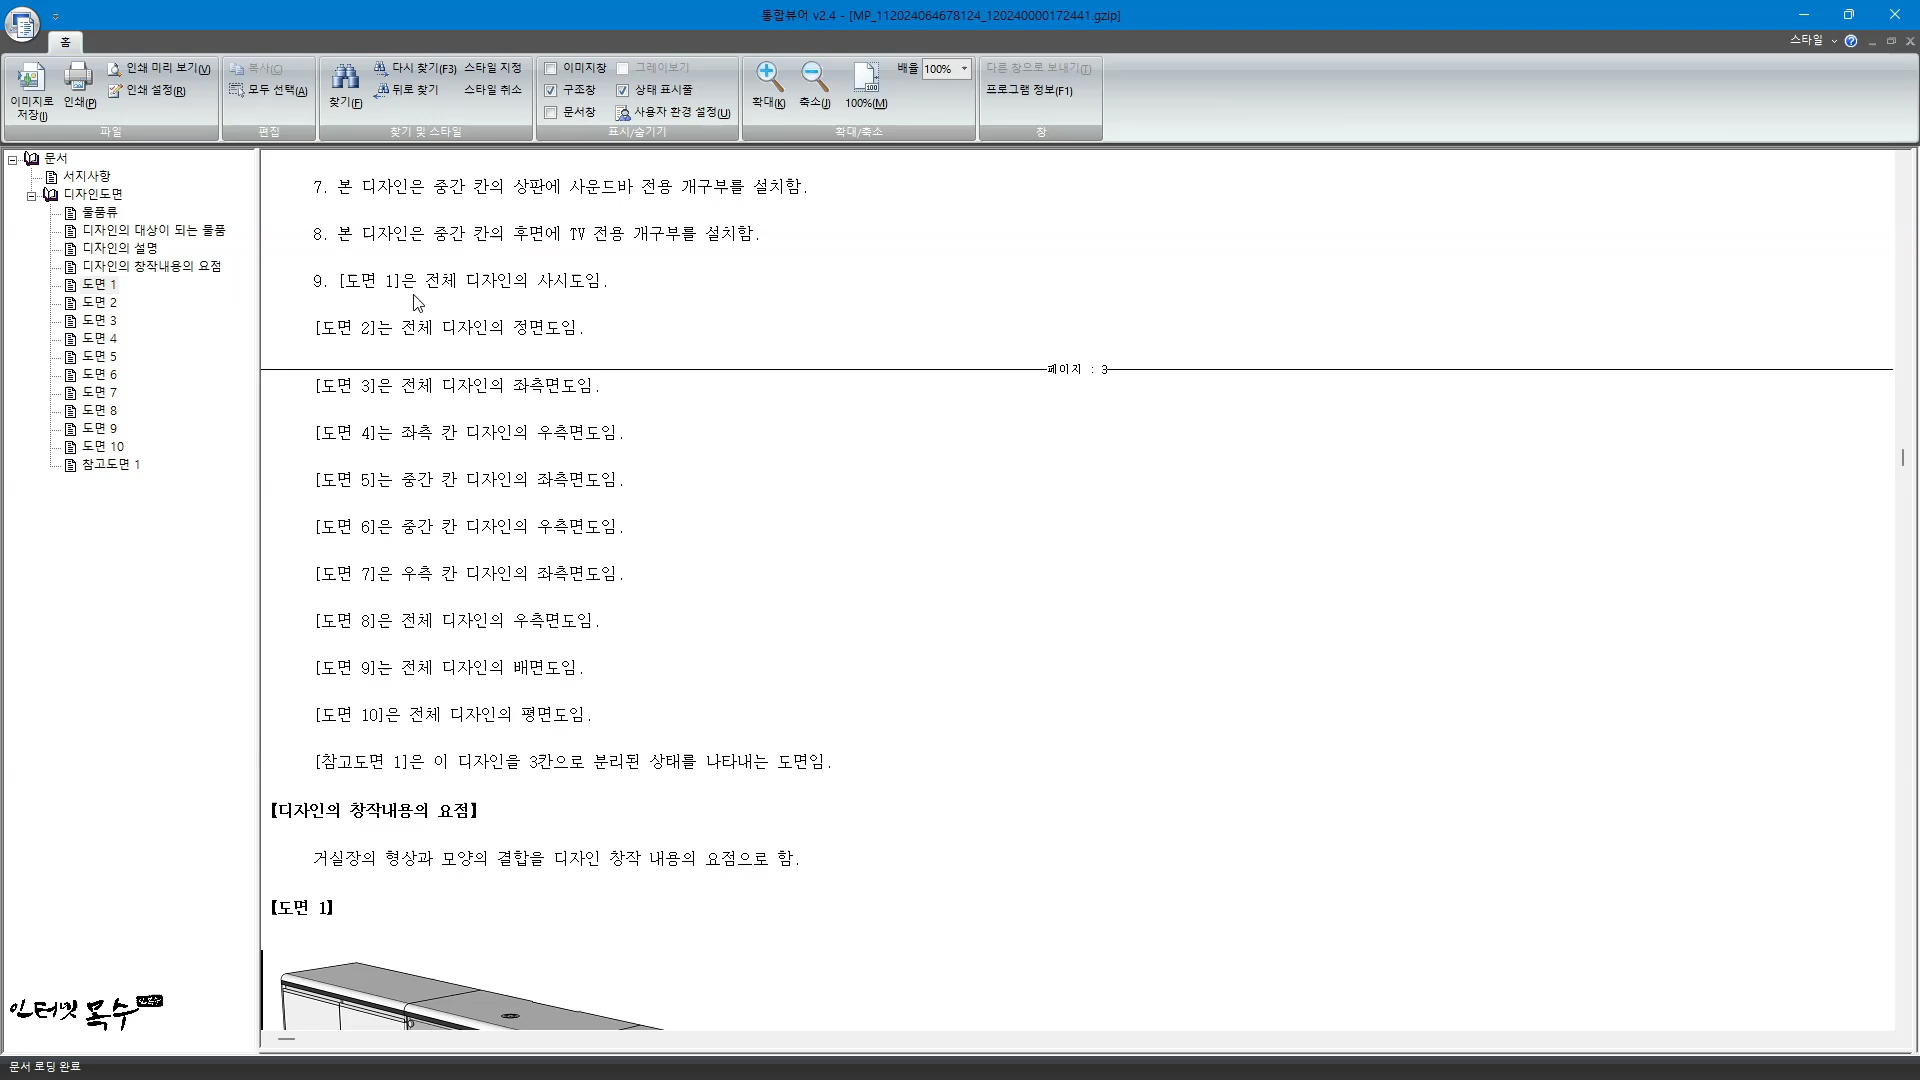 통합뷰어 v2.4 - [MP_112024064678124_120240000172441.gzip]
홈
스타일
이미지로 저장(I)
인쇄(P)
인쇄 미리 보기(V)
인쇄 설정(R)
파일
복사(C)
모두 선택(A)
편집
찾기(F)
다시 찾기(F3)
뒤로 찾기
스타일 지정
스타일 취소
찾기 및 스타일
이미지창
구조창
문서창
그레이보기
상태 표시줄
사용자 환경 설정(U)
표시/숨기기
확대(K)
축소(J)
100%(M)
배율 100%
확대/축소
다른 창으로 보내기(T)
프로그램 정보(F1)
창
문서
서지사항
디자인도면
물품류
디자인의 대상이 되는 물품
디자인의 설명
디자인의 창작내용의 요점
도면 1
도면 2
도면 3
도면 4
도면 5
도면 6
도면 7
도면 8
도면 9
도면 10
참고도면 1
7. 본 디자인은 중간 칸의 상판에 사운드바 전용 개구부를 설치함.
8. 본 디자인은 중간 칸의 후면에 TV 전용 개구부를 설치함.
9. [도면 1]은 전체 디자인의 사시도임.
[도면 2]는 전체 디자인의 정면도임.
페이지 : 3
[도면 3]은 전체 디자인의 좌측면도임.
[도면 4]는 좌측 칸 디자인의 우측면도임.
[도면 5]는 중간 칸 디자인의 좌측면도임.
[도면 6]은 중간 칸 디자인의 우측면도임.
[도면 7]은 우측 칸 디자인의 좌측면도임.
[도면 8]은 전체 디자인의 우측면도임.
[도면 9]는 전체 디자인의 배면도임.
[도면 10]은 전체 디자인의 평면도임.
[참고도면 1]은 이 디자인을 3칸으로 분리된 상태를 나타내는 도면임.
【디자인의 창작내용의 요점】
거실장의 형상과 모양의 결합을 디자인 창작 내용의 요점으로 함.
【도면 1】
인터넷 목수
문서 로딩 완료